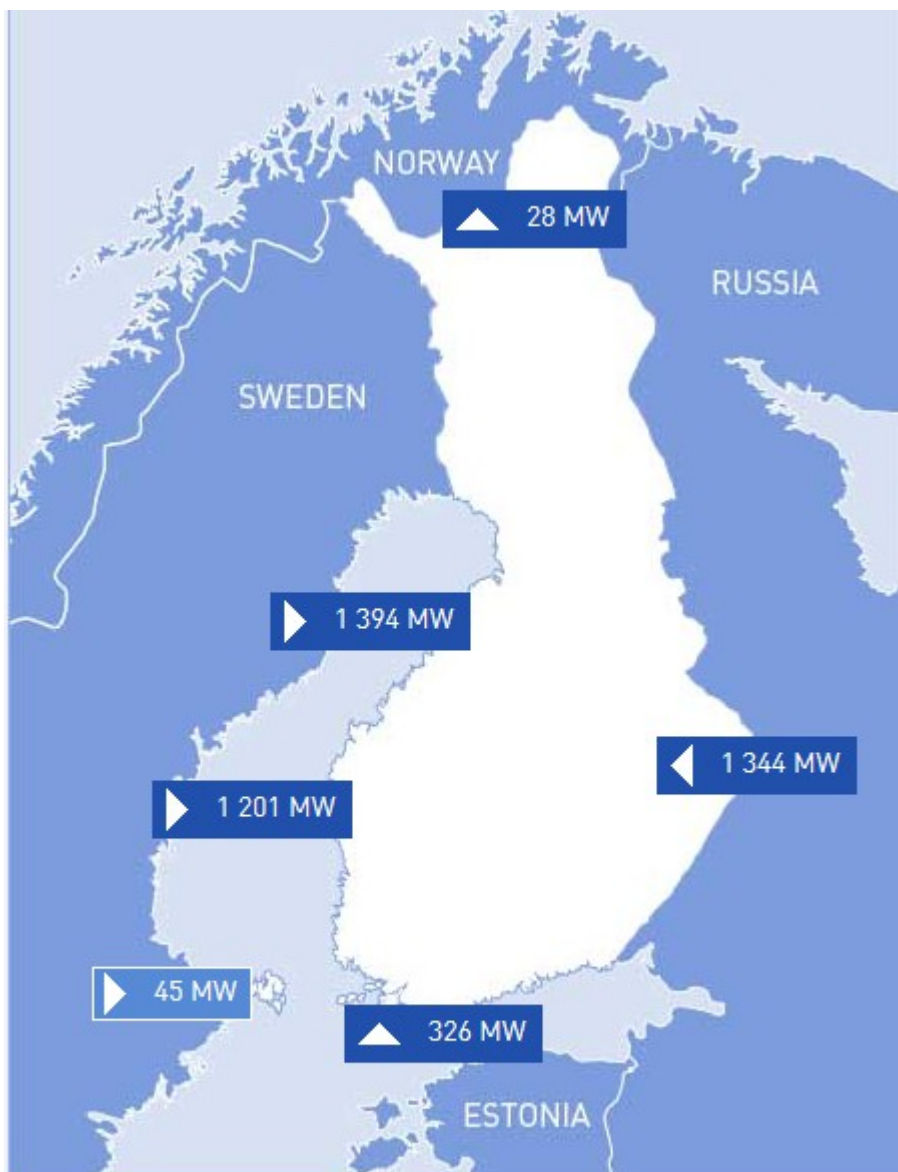 NORWAY
28 MW
RUSSIA
SWEDEN
1 394 MW
1 344 MW
1 201 MW
45 MW
326 MW
ESTONIA